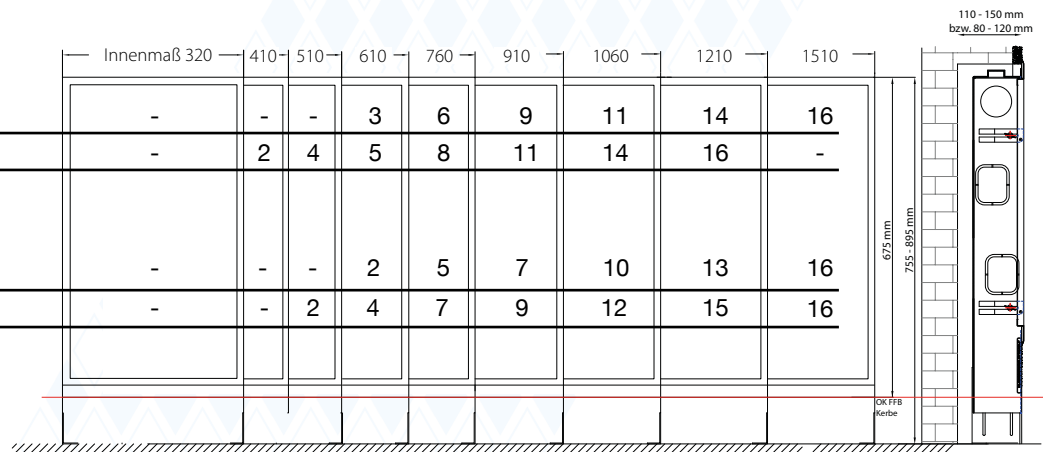 110 - 150 mm
bzw. 80 - 120 mm
Innenmaß 320 410 510 610 760 910 1060 1210 1510
- - - 3 6 9 11 14 16
- 2 4 5 8 11 14 16 -
675 mm
755 - 895 mm
- - - 2 5 7 10 13 16
- - 2 4 7 9 12 15 16
OK FFB
Kerbe